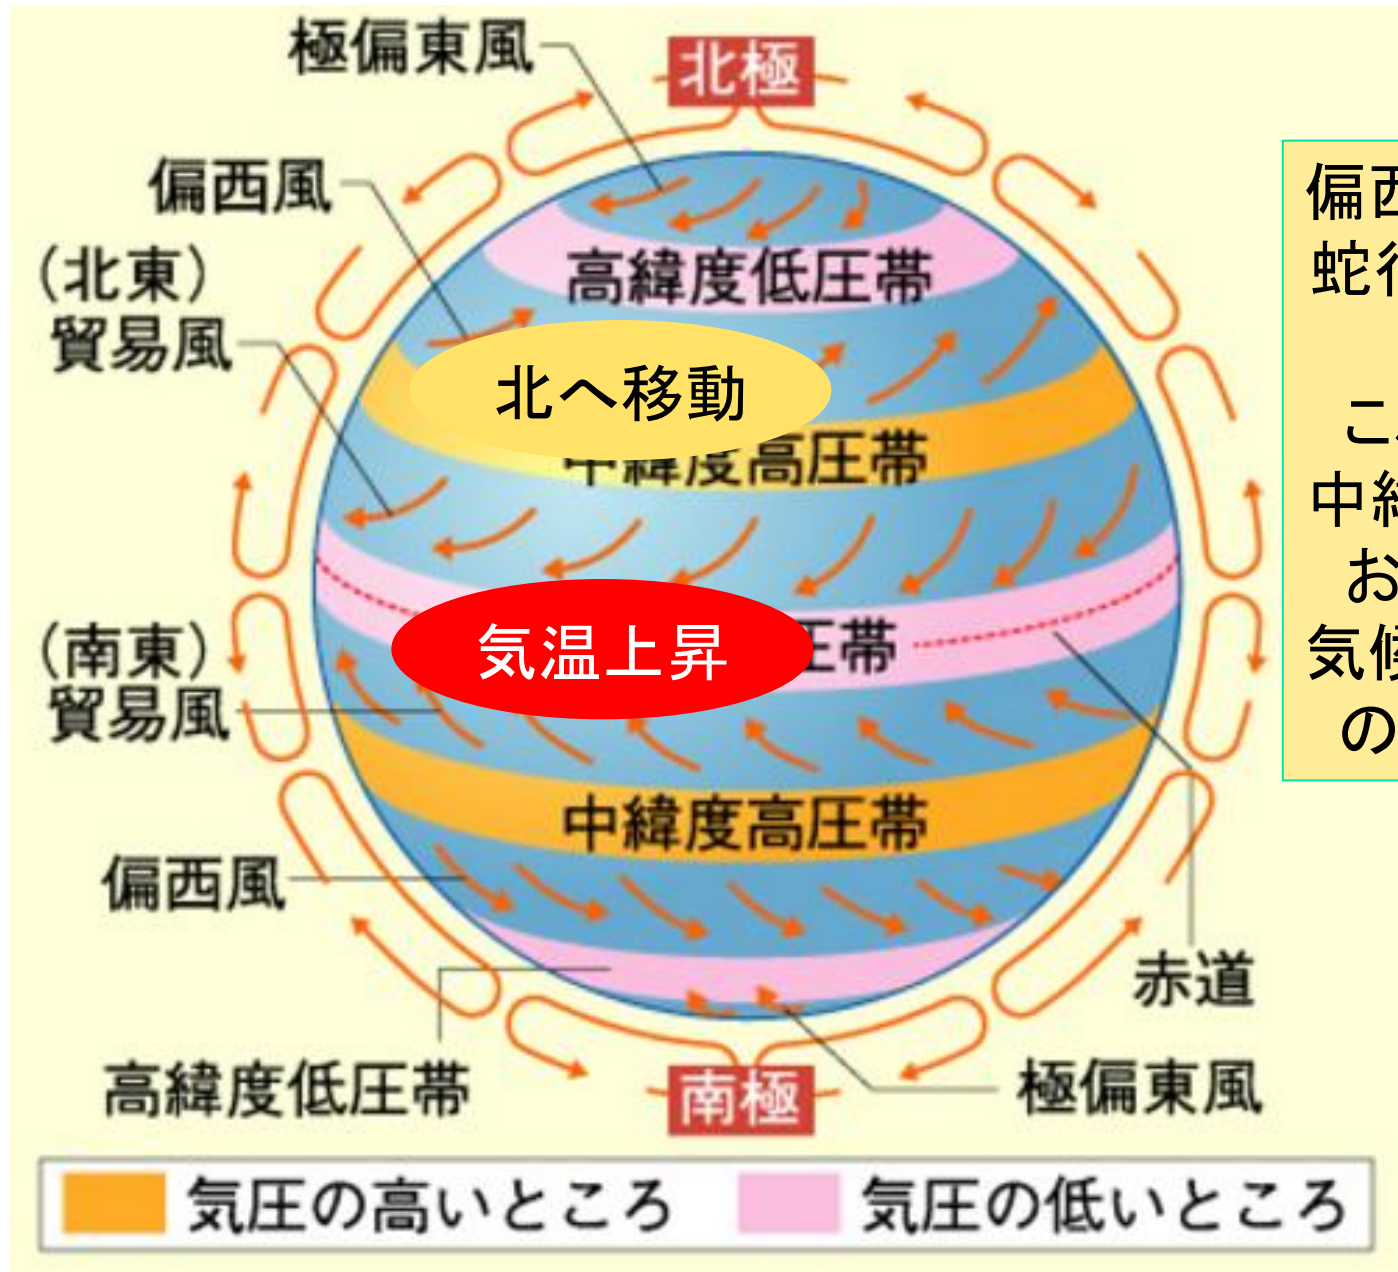 極偏東風
北極
偏西風
(北東)
貿易風
高緯度低圧帯
北へ移動
中緯度高圧帯
気温上昇
圧帯
(南東)
貿易風
中緯度高圧帯
偏西風
赤道
高緯度低圧帯
南極
極偏東風
気圧の高いところ
気圧の低いところ
偏西
蛇行
こ
中緯
お
気候
の